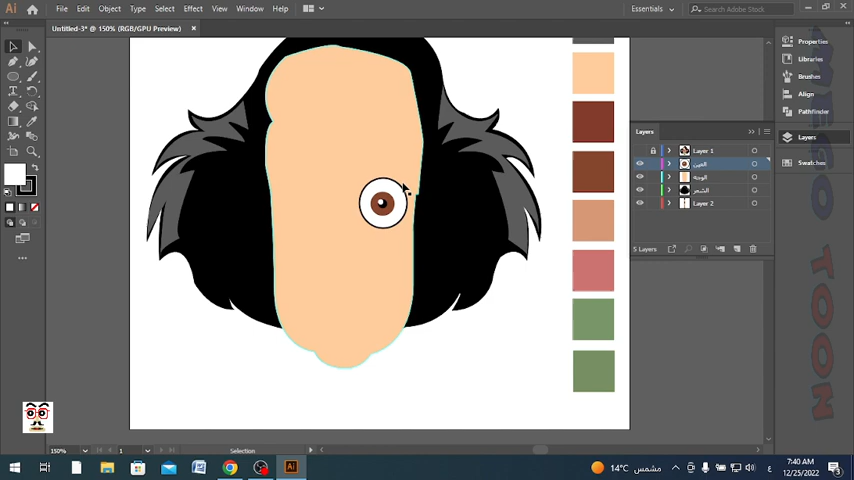 Ai File Edit Object Type Select Effect View Window Help Essentials Search Adobe Stock
Untitled-3* @ 150% (RGB/GPU Preview)
Properties
Libraries
Brushes
Align
Pathfinder
Layers
Swatches
Layers
Layer 1
العين
الوجه
الشعر
Layer 2
5 Layers
OMEGO TOON
150% 1 Selection
14°C مشمس ع 7:40 AM
12/25/2022
3